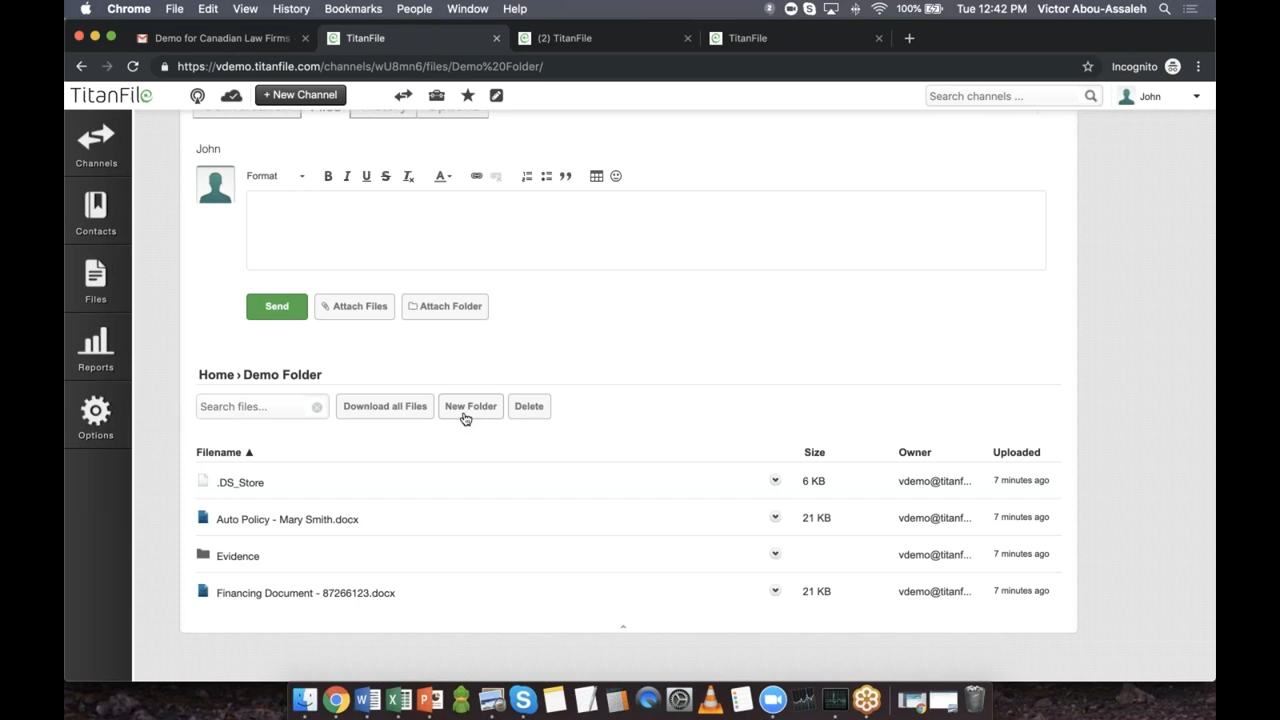 Chrome File Edit View History Bookmarks People Window Help 100% Tue 12:42 PM Victor Abou-Assaleh
Demo for Canadian Law Firms
TitanFile
(2) TitanFile
TitanFile
https://vdemo.titanfile.com/channels/wU8mn6/files/Demo%20Folder/
Incognito
TitanFile
+ New Channel
Search channels ...
John
Channels
Contacts
Files
Reports
Options
John
Format
B I U S Tx A
Send
Attach Files
Attach Folder
Home › Demo Folder
Search files...
Download all Files
New Folder
Delete
Filename ▲ Size Owner Uploaded
.DS_Store 6 KB vdemo@titanf... 7 minutes ago
Auto Policy - Mary Smith.docx 21 KB vdemo@titanf... 7 minutes ago
Evidence vdemo@titanf... 7 minutes ago
Financing Document - 87266123.docx 21 KB vdemo@titanf... 7 minutes ago